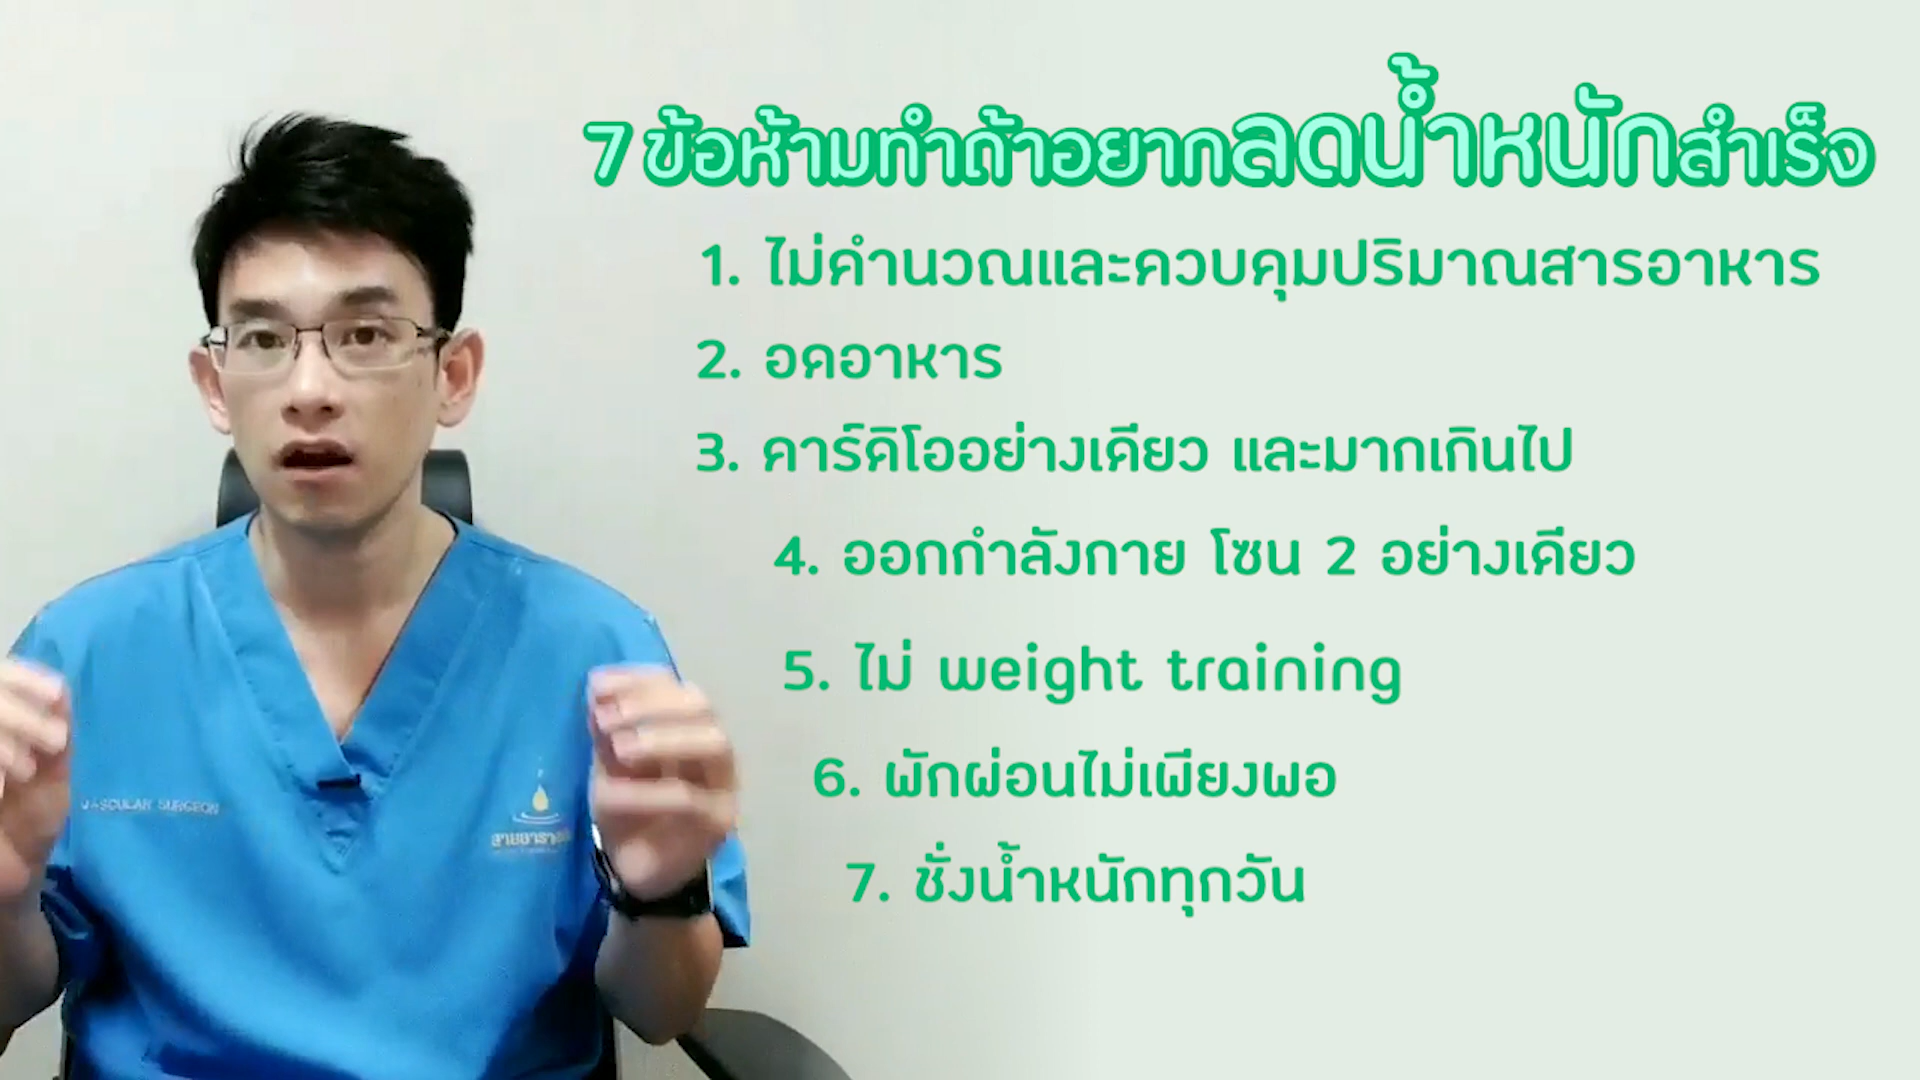 7 ข้อห้ามทำถ้าอยากลดน้ำหนักสำเร็จ
1. ไม่คำนวณและควบคุมปริมาณสารอาหาร
2. อดอาหาร
3. คาร์ดิโออย่างเดียว และมากเกินไป
4. ออกกำลังกาย โซน 2 อย่างเดียว
5. ไม่ weight training
6. พักผ่อนไม่เพียงพอ
7. ชั่งน้ำหนักทุกวัน
VASCULAR SURGEON